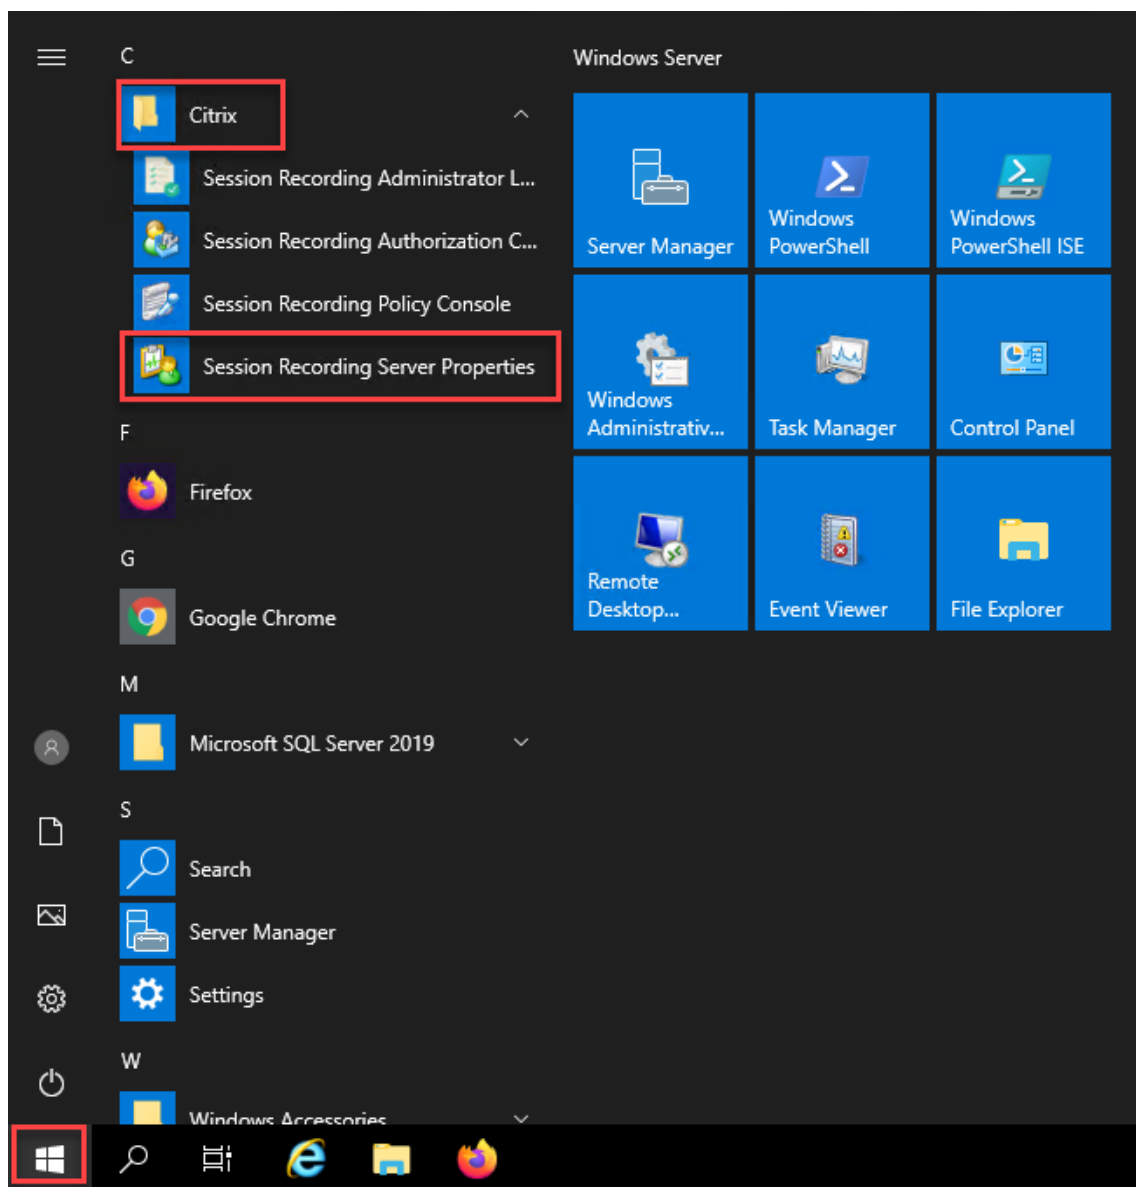 C
Citrix
Session Recording Administrator L...
Session Recording Authorization C...
Session Recording Policy Console
Session Recording Server Properties
F
Firefox
G
Google Chrome
M
Microsoft SQL Server 2019
S
Search
Server Manager
Settings
W
Windows Accessories
Windows Server
Server Manager
Windows
PowerShell
Windows
PowerShell ISE
Windows
Administrativ...
Task Manager
Control Panel
Remote
Desktop...
Event Viewer
File Explorer